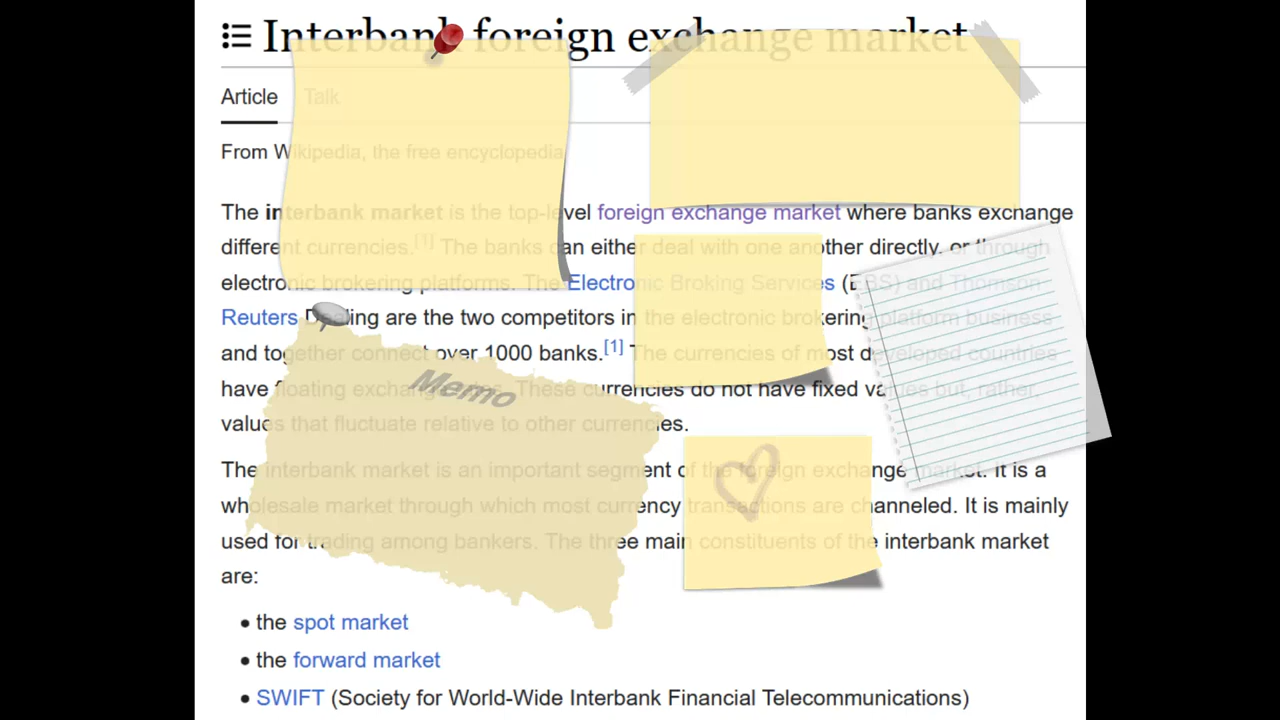 Interbank foreign exchange market
Article Talk
From Wikipedia, the free encyclopedia
The interbank market is the top-level foreign exchange market where banks exchange
different currencies.[1] The banks can either deal with one another directly, or through
electronic brokering platforms. The Electronic Broking Services (EBS) and Thomson
Reuters Dealing are the two competitors in the electronic brokering platform business
and together connect over 1000 banks.[1] The currencies of most developed countries
have floating exchange rates. These currencies do not have fixed values but, rather,
values that fluctuate relative to other currencies.
Memo
The interbank market is an important segment of the foreign exchange market. It is a
wholesale market through which most currency transactions are channeled. It is mainly
used for trading among bankers. The three main constituents of the interbank market
are:
• the spot market
• the forward market
• SWIFT (Society for World-Wide Interbank Financial Telecommunications)